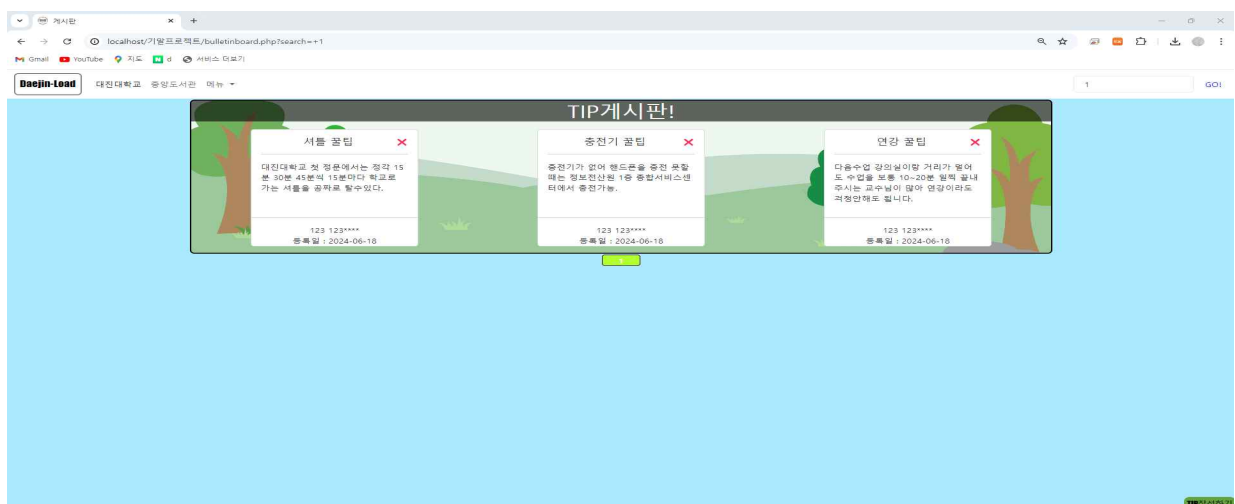 게시판
localhost/기말프로젝트/bulletinboard.php?search=+1
Gmail YouTube 지도 d 서비스 더보기
Daejin-Load 대진대학교 중앙도서관 메뉴 1 GO!
TIP게시판!
셔틀 꿀팁
대진대학교 첫 정문에서는 정각 15
분 30분 45분씩 15분마다 학교로
가는 셔틀을 공짜로 탈수있다.
123 123****
등록일 : 2024-06-18
충전기 꿀팁
충전기가 없어 핸드폰을 충전 못할
때는 정보전산원 1층 종합서비스센
터에서 충전가능.
123 123****
등록일 : 2024-06-18
연강 꿀팁
다음수업 강의실이랑 거리가 멀어
도 수업을 보통 10~20분 일찍 끝내
주시는 교수님이 많아 연강이라도
걱정안해도 됩니다.
123 123****
등록일 : 2024-06-18
1